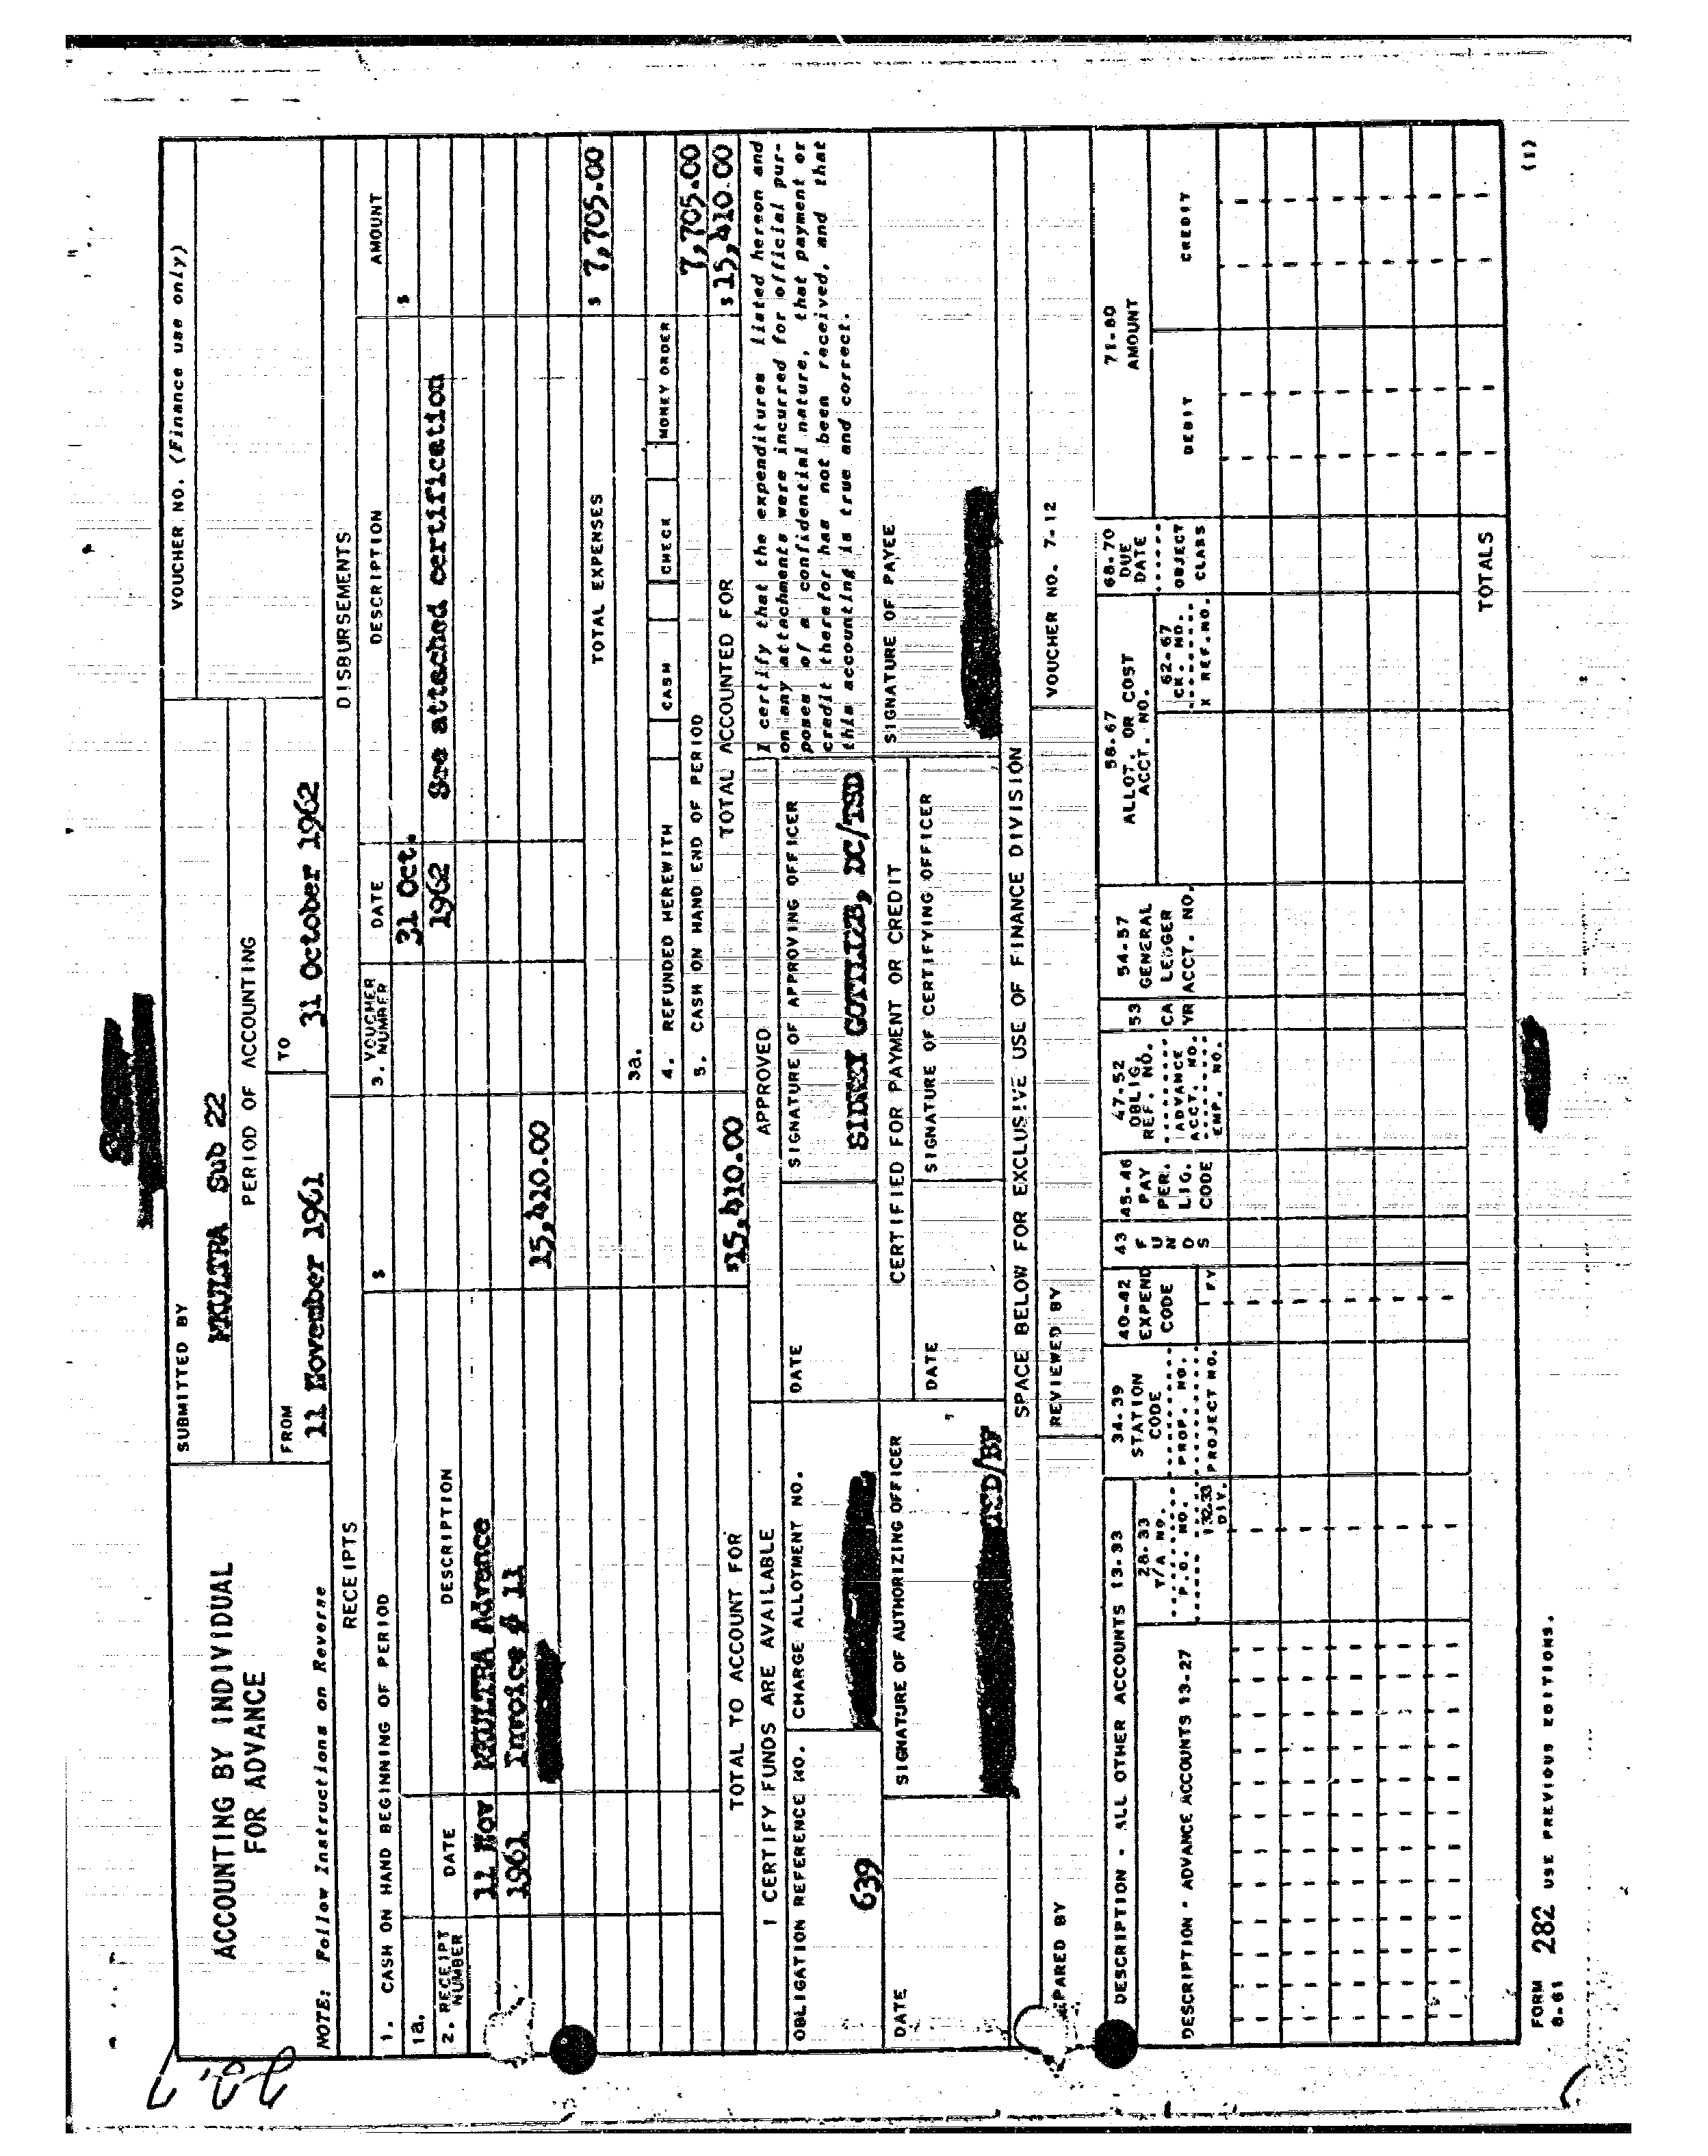 ACCOUNTING BY INDIVIDUAL
FOR ADVANCE
NOTE: Follow Instructions on Reverse
SUBMITTED BY
MKULTRA Sub 22
PERIOD OF ACCOUNTING
FROM
11 November 1961
TO
31 October 1962
VOUCHER NO. (Finance use only)
RECEIPTS
1. CASH ON HAND BEGINNING OF PERIOD
$
1a.
2. RECEIPT NUMBER
DATE
DESCRIPTION
11 Nov
1961
MKULTRA Advance
Invoice # 11
15,410.00
TOTAL TO ACCOUNT FOR
$15,410.00
DISBURSEMENTS
3. VOUCHER NUMBER
DATE
DESCRIPTION
AMOUNT
31 Oct.
1962
See attached certification
$
TOTAL EXPENSES
$ 7,705.00
3a.
4. REFUNDED HEREWITH
CASH
CHECK
MONEY ORDER
5. CASH ON HAND END OF PERIOD
7,705.00
TOTAL ACCOUNTED FOR
$ 15,410.00
I CERTIFY FUNDS ARE AVAILABLE
OBLIGATION REFERENCE NO.
639
CHARGE ALLOTMENT NO.
DATE
SIGNATURE OF AUTHORIZING OFFICER
TSD/BF
APPROVED
DATE
SIGNATURE OF APPROVING OFFICER
SIDNEY GOTTLIEB, DC/TSD
CERTIFIED FOR PAYMENT OR CREDIT
DATE
SIGNATURE OF CERTIFYING OFFICER
I certify that the expenditures listed hereon and
on any attachments were incurred for official pur-
poses of a confidential nature, that payment or
credit therefor has not been received, and that
this accounting is true and correct.
SIGNATURE OF PAYEE
SPACE BELOW FOR EXCLUSIVE USE OF FINANCE DIVISION
PARED BY
REVIEWED BY
VOUCHER NO. 7-12
DESCRIPTION - ALL OTHER ACCOUNTS 13-33
DESCRIPTION - ADVANCE ACCOUNTS 13-27
28-33
T/A NO.
P.O. NO.
DIV.
34-39
STATION
CODE
PROP. NO.
PROJECT NO.
40-42
EXPEND
CODE
FY
43
FUNDS
45-46
PAY
PER.
LIG.
CODE
47-52
OBLIG.
REF. NO.
ADVANCE
ACCT. NO.
EMP. NO.
53
CA
YR
54-57
GENERAL
LEDGER
ACCT. NO.
58-67
ALLOT. OR COST
ACCT. NO.
62-67
CK. NO.
X REF. NO.
68-70
DUE
DATE
OBJECT
CLASS
71-80
AMOUNT
DEBIT
CREDIT
TOTALS
FORM 282 USE PREVIOUS EDITIONS.
8-61
(1)